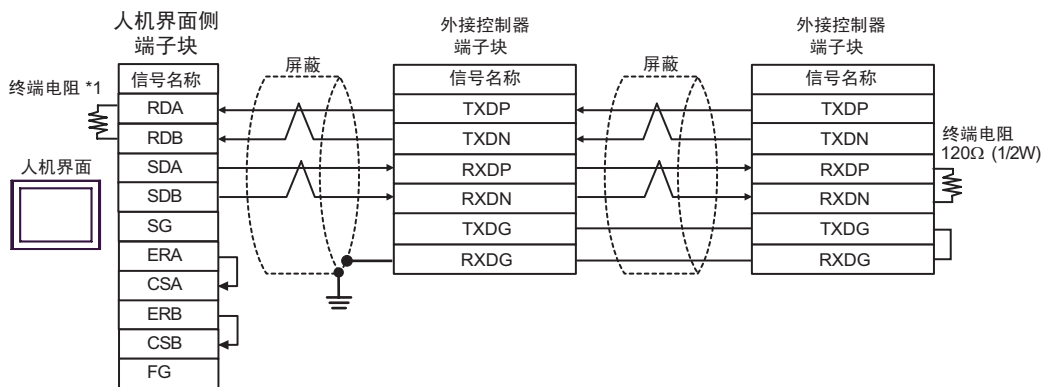 人机界面侧
端子块
信号名称
RDA
RDB
SDA
SDB
SG
ERA
CSA
ERB
CSB
FG
终端电阻 *1
人机界面
屏蔽
外接控制器
端子块
信号名称
TXDP
TXDN
RXDP
RXDN
TXDG
RXDG
屏蔽
外接控制器
端子块
信号名称
TXDP
TXDN
RXDP
RXDN
TXDG
RXDG
终端电阻
120Ω (1/2W)